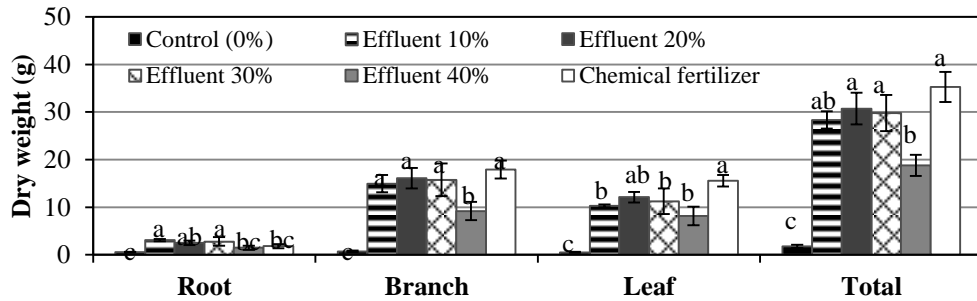 50
40
30
20
10
0
Dry weight (g)
Control (0%) Effluent 10% Effluent 20%
Effluent 30% Effluent 40% Chemical fertilizer
c a ab a bc bc
c a a a b a
c b ab b b a
c ab a a b a
Root Branch Leaf Total